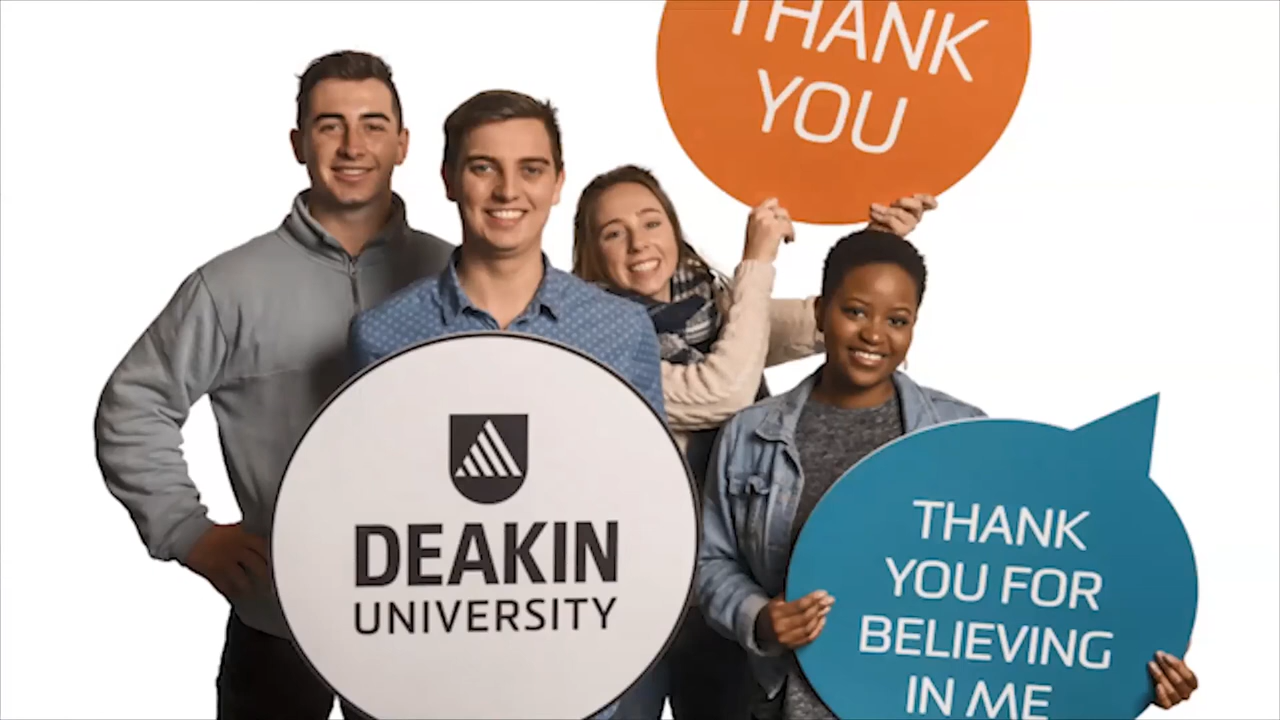 THANK
YOU
DEAKIN
UNIVERSITY
THANK
YOU FOR
BELIEVING
IN ME